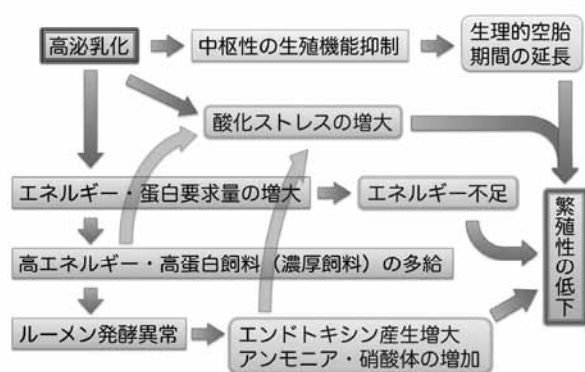 高泌乳化
中枢性の生殖機能抑制
生理的空胎
期間の延長
酸化ストレスの増大
エネルギー・蛋白要求量の増大
エネルギー不足
高エネルギー・高蛋白飼料（濃厚飼料）の多給
ルーメン発酵異常
エンドトキシン産生増大
アンモニア・硝酸体の増加
繁殖性の低下